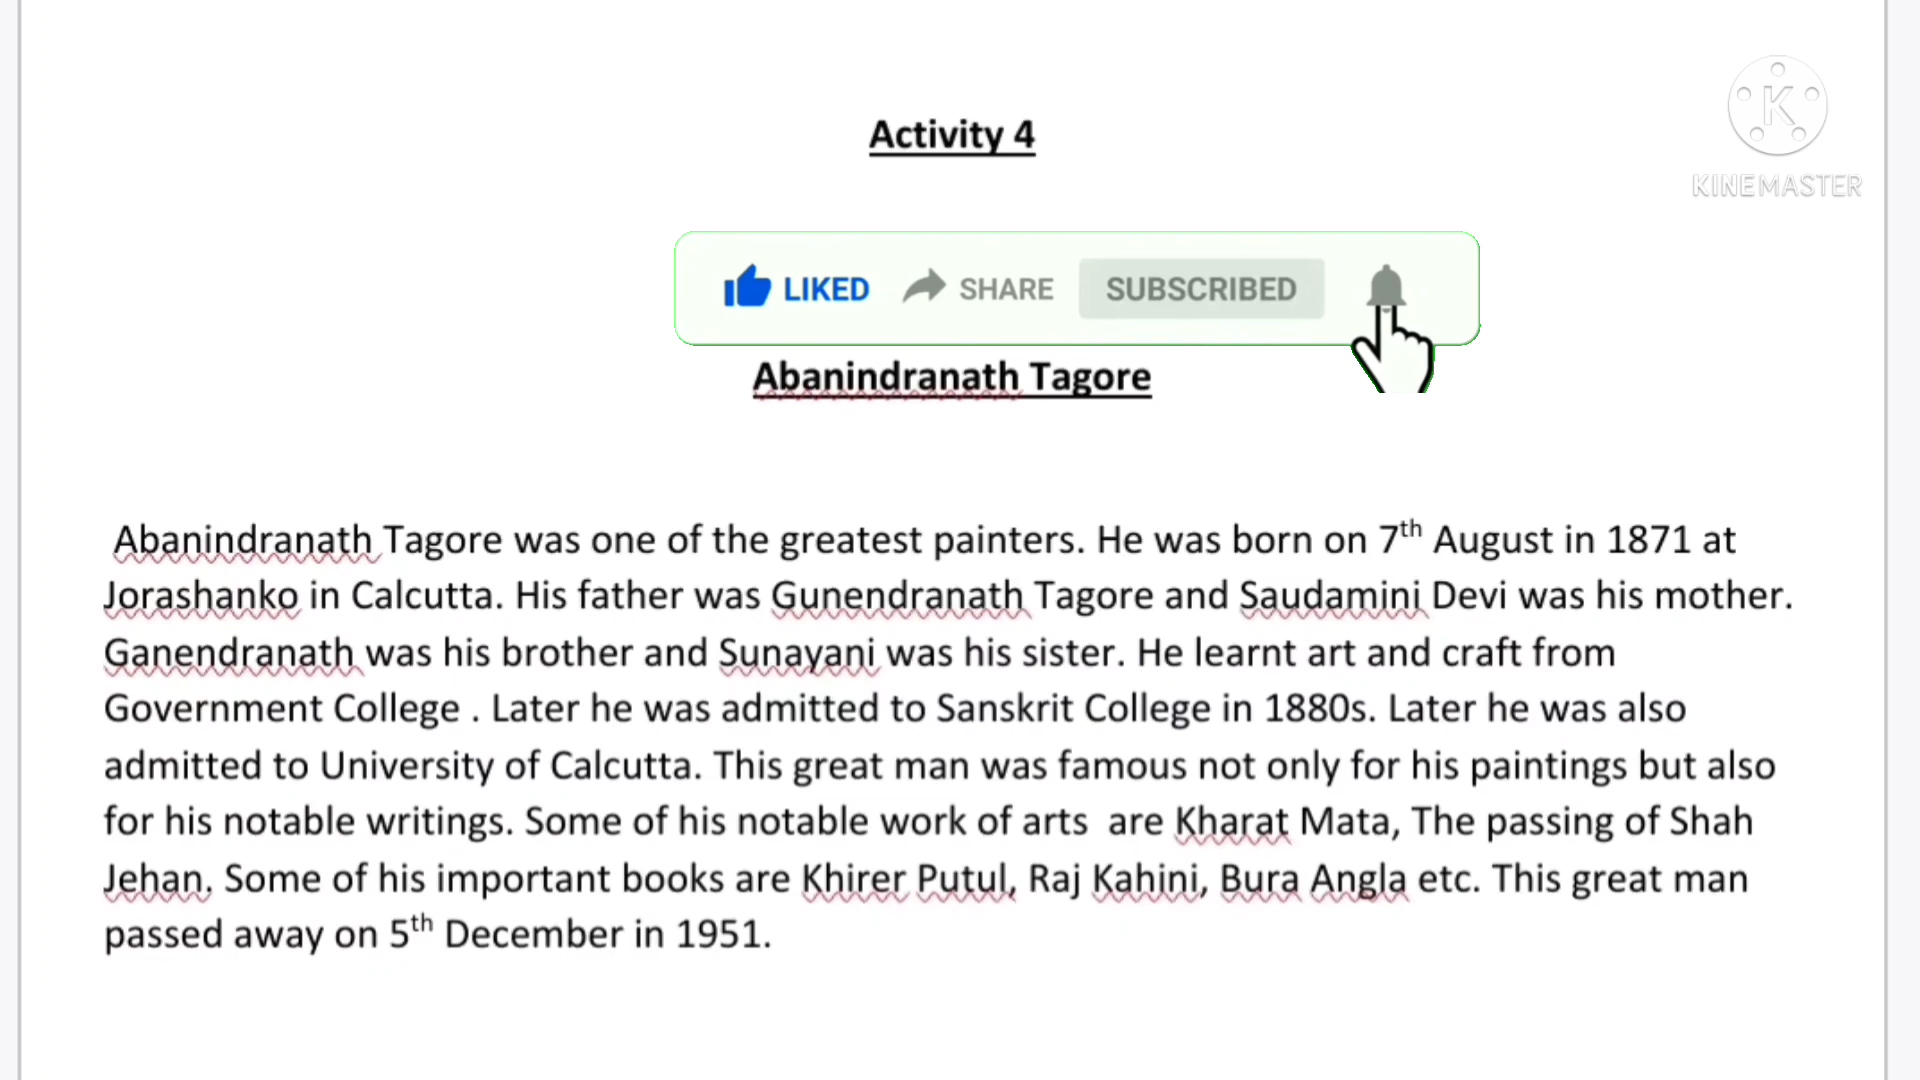 Activity 4
KINEMASTER
LIKED SHARE SUBSCRIBED
Abanindranath Tagore
Abanindranath Tagore was one of the greatest painters. He was born on 7th August in 1871 at
Jorashanko in Calcutta. His father was Gunendranath Tagore and Saudamini Devi was his mother.
Ganendranath was his brother and Sunayani was his sister. He learnt art and craft from
Government College . Later he was admitted to Sanskrit College in 1880s. Later he was also
admitted to University of Calcutta. This great man was famous not only for his paintings but also
for his notable writings. Some of his notable work of arts  are Kharat Mata, The passing of Shah
Jehan. Some of his important books are Khirer Putul, Raj Kahini, Bura Angla etc. This great man
passed away on 5th December in 1951.